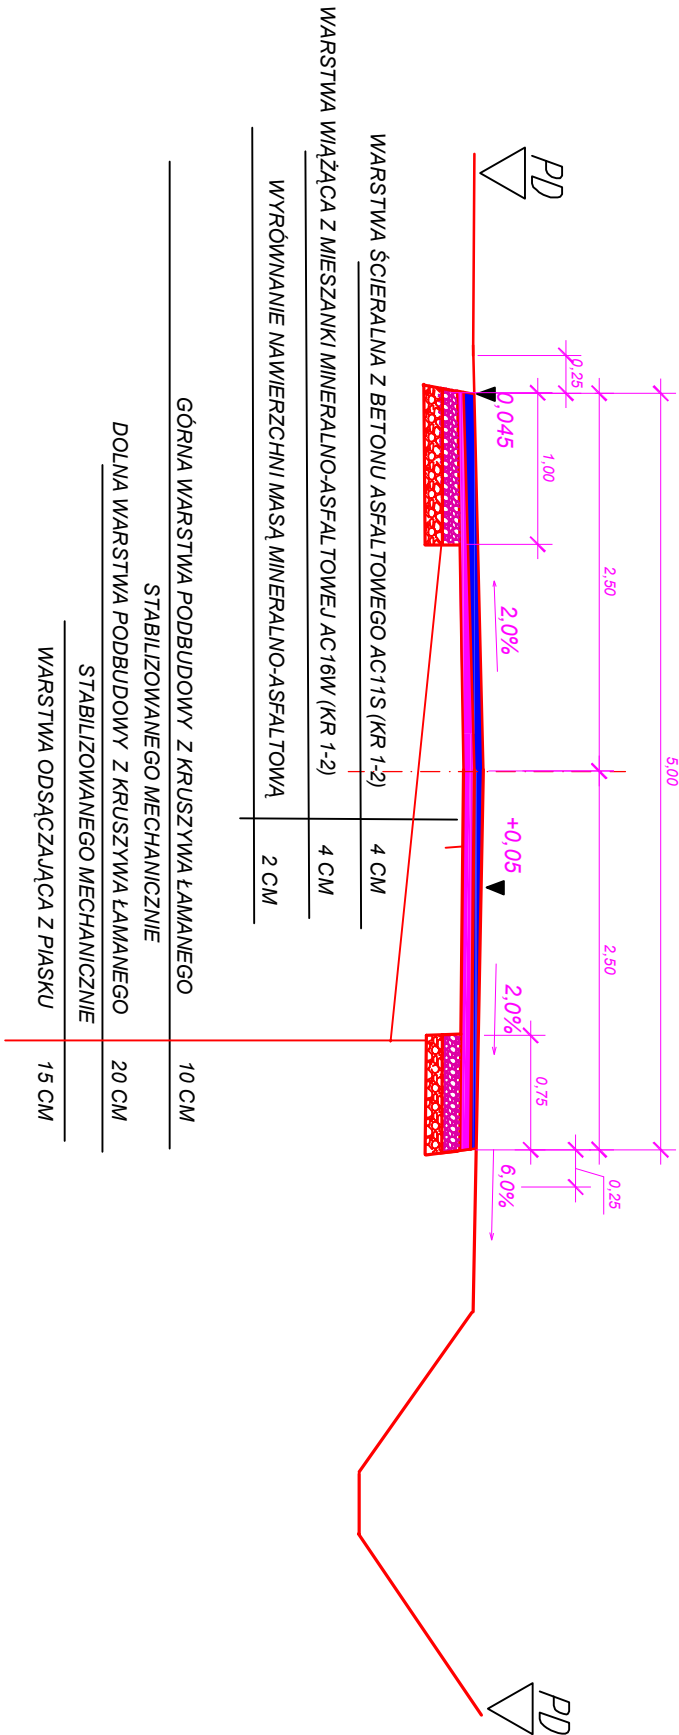 PD
PD
0,25
5,00
2,50
2,50
1,00
0,75
0,25
0,045
2,0%
+0,05
2,0%
6,0%
WARSTWA ŚCIERALNA Z BETONU ASFALTOWEGO AC11S (KR 1-2) 4 CM
WARSTWA WIĄŻĄCA Z MIESZANKI MINERALNO-ASFALTOWEJ AC16W (KR 1-2) 4 CM
WYRÓWNANIE NAWIERZCHNI MASĄ MINERALNO-ASFALTOWĄ 2 CM
GÓRNA WARSTWA PODBUDOWY Z KRUSZYWA ŁAMANEGO 10 CM
STABILIZOWANEGO MECHANICZNIE
DOLNA WARSTWA PODBUDOWY Z KRUSZYWA ŁAMANEGO 20 CM
STABILIZOWANEGO MECHANICZNIE
WARSTWA ODSĄCZAJĄCA Z PIASKU 15 CM